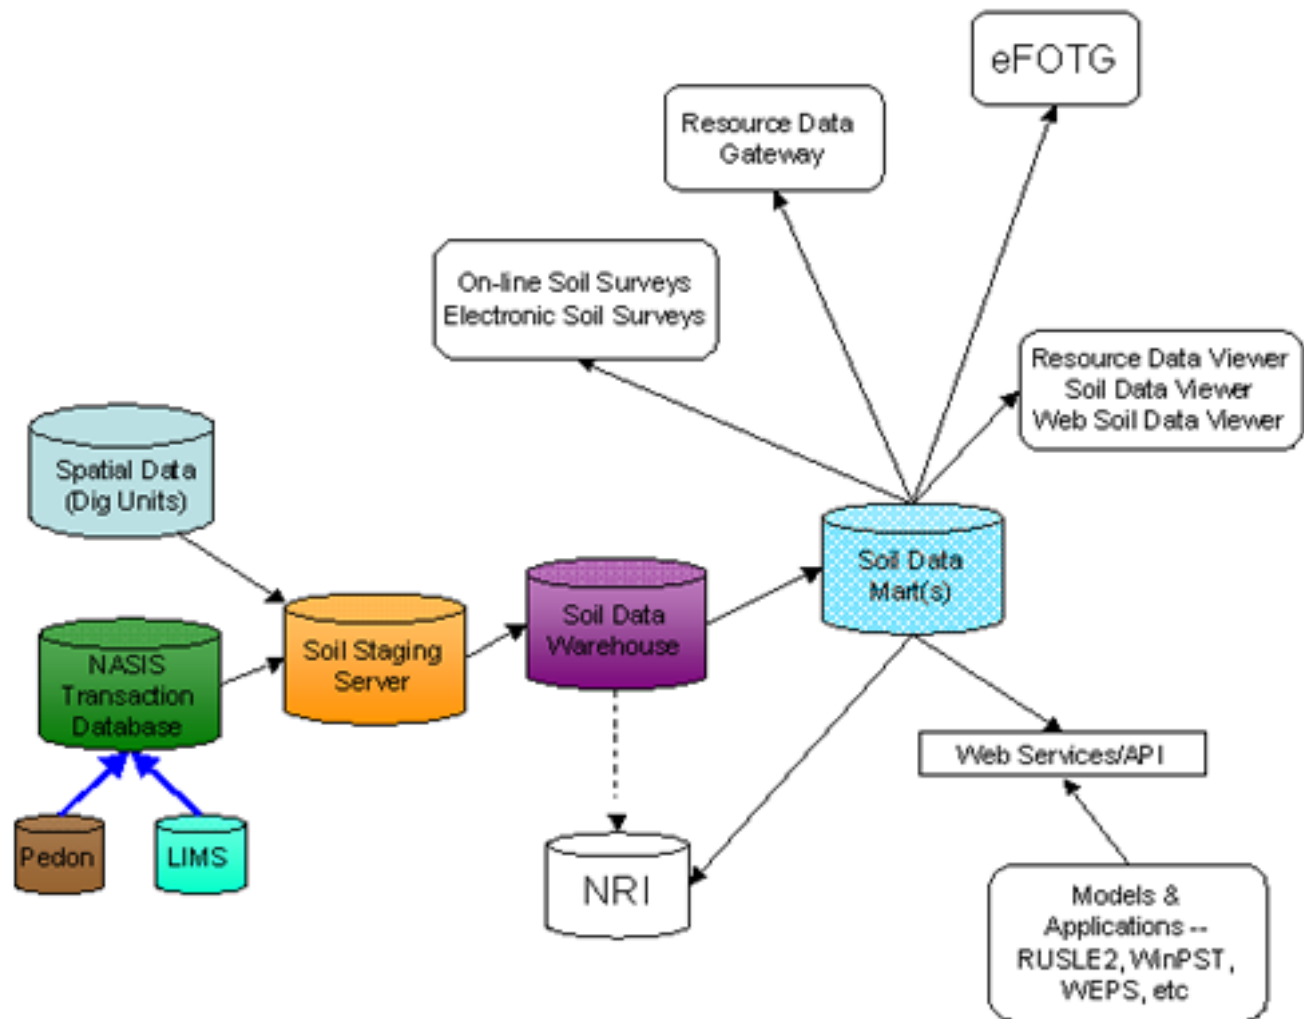 eFOTG
Resource Data
Gateway
On-line Soil Surveys
Electronic Soil Surveys
Resource Data Viewer
Soil Data Viewer
Web Soil Data Viewer
Spatial Data
(Dig Units)
Soil Data
Mart(s)
Soil Data
Warehouse
Soil Staging
Server
NASIS
Transaction
Database
Web Services/API
Pedon
LIMS
NRI
Models &
Applications --
RUSLE2, WinPST,
WEPS, etc